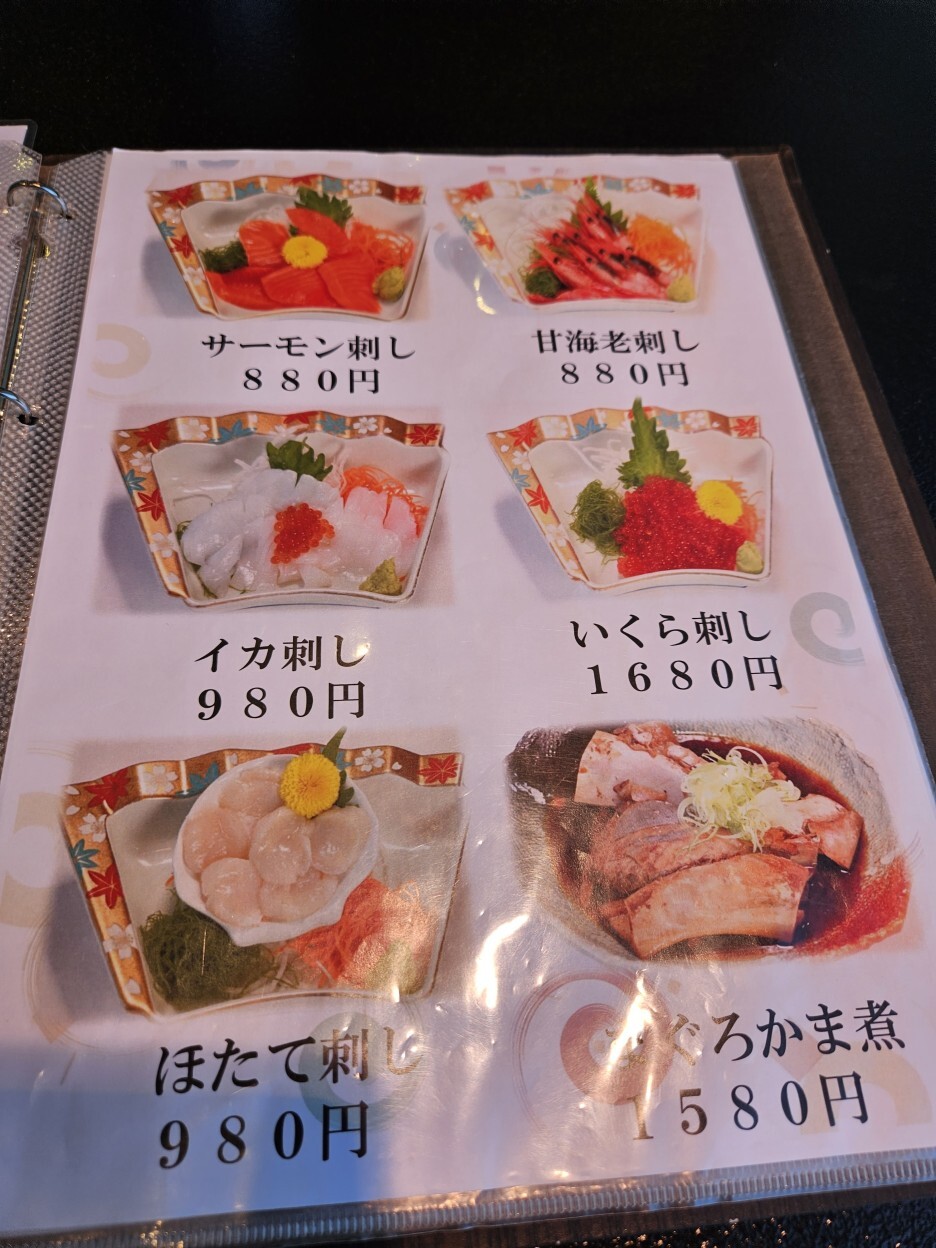 サーモン刺し
８８０円
甘海老刺し
８８０円
イカ刺し
９８０円
いくら刺し
１６８０円
ほたて刺し
９８０円
まぐろかま煮
１５８０円